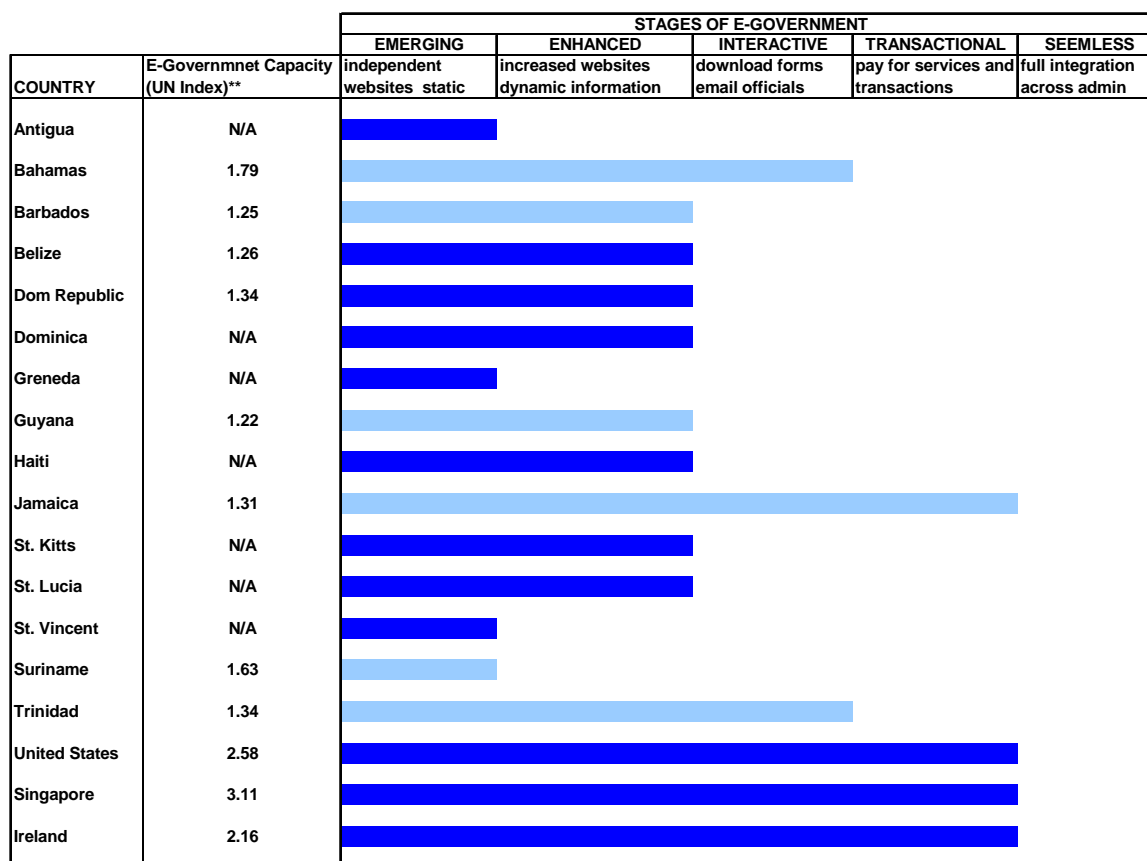 STAGES OF E-GOVERNMENT
EMERGING ENHANCED INTERACTIVE TRANSACTIONAL SEEMLESS
E-Governmnet Capacity independent increased websites download forms pay for services and full integration
COUNTRY (UN Index)** websites static dynamic information email officials transactions across admin
Antigua N/A
Bahamas 1.79
Barbados 1.25
Belize 1.26
Dom Republic 1.34
Dominica N/A
Greneda N/A
Guyana 1.22
Haiti N/A
Jamaica 1.31
St. Kitts N/A
St. Lucia N/A
St. Vincent N/A
Suriname 1.63
Trinidad 1.34
United States 2.58
Singapore 3.11
Ireland 2.16